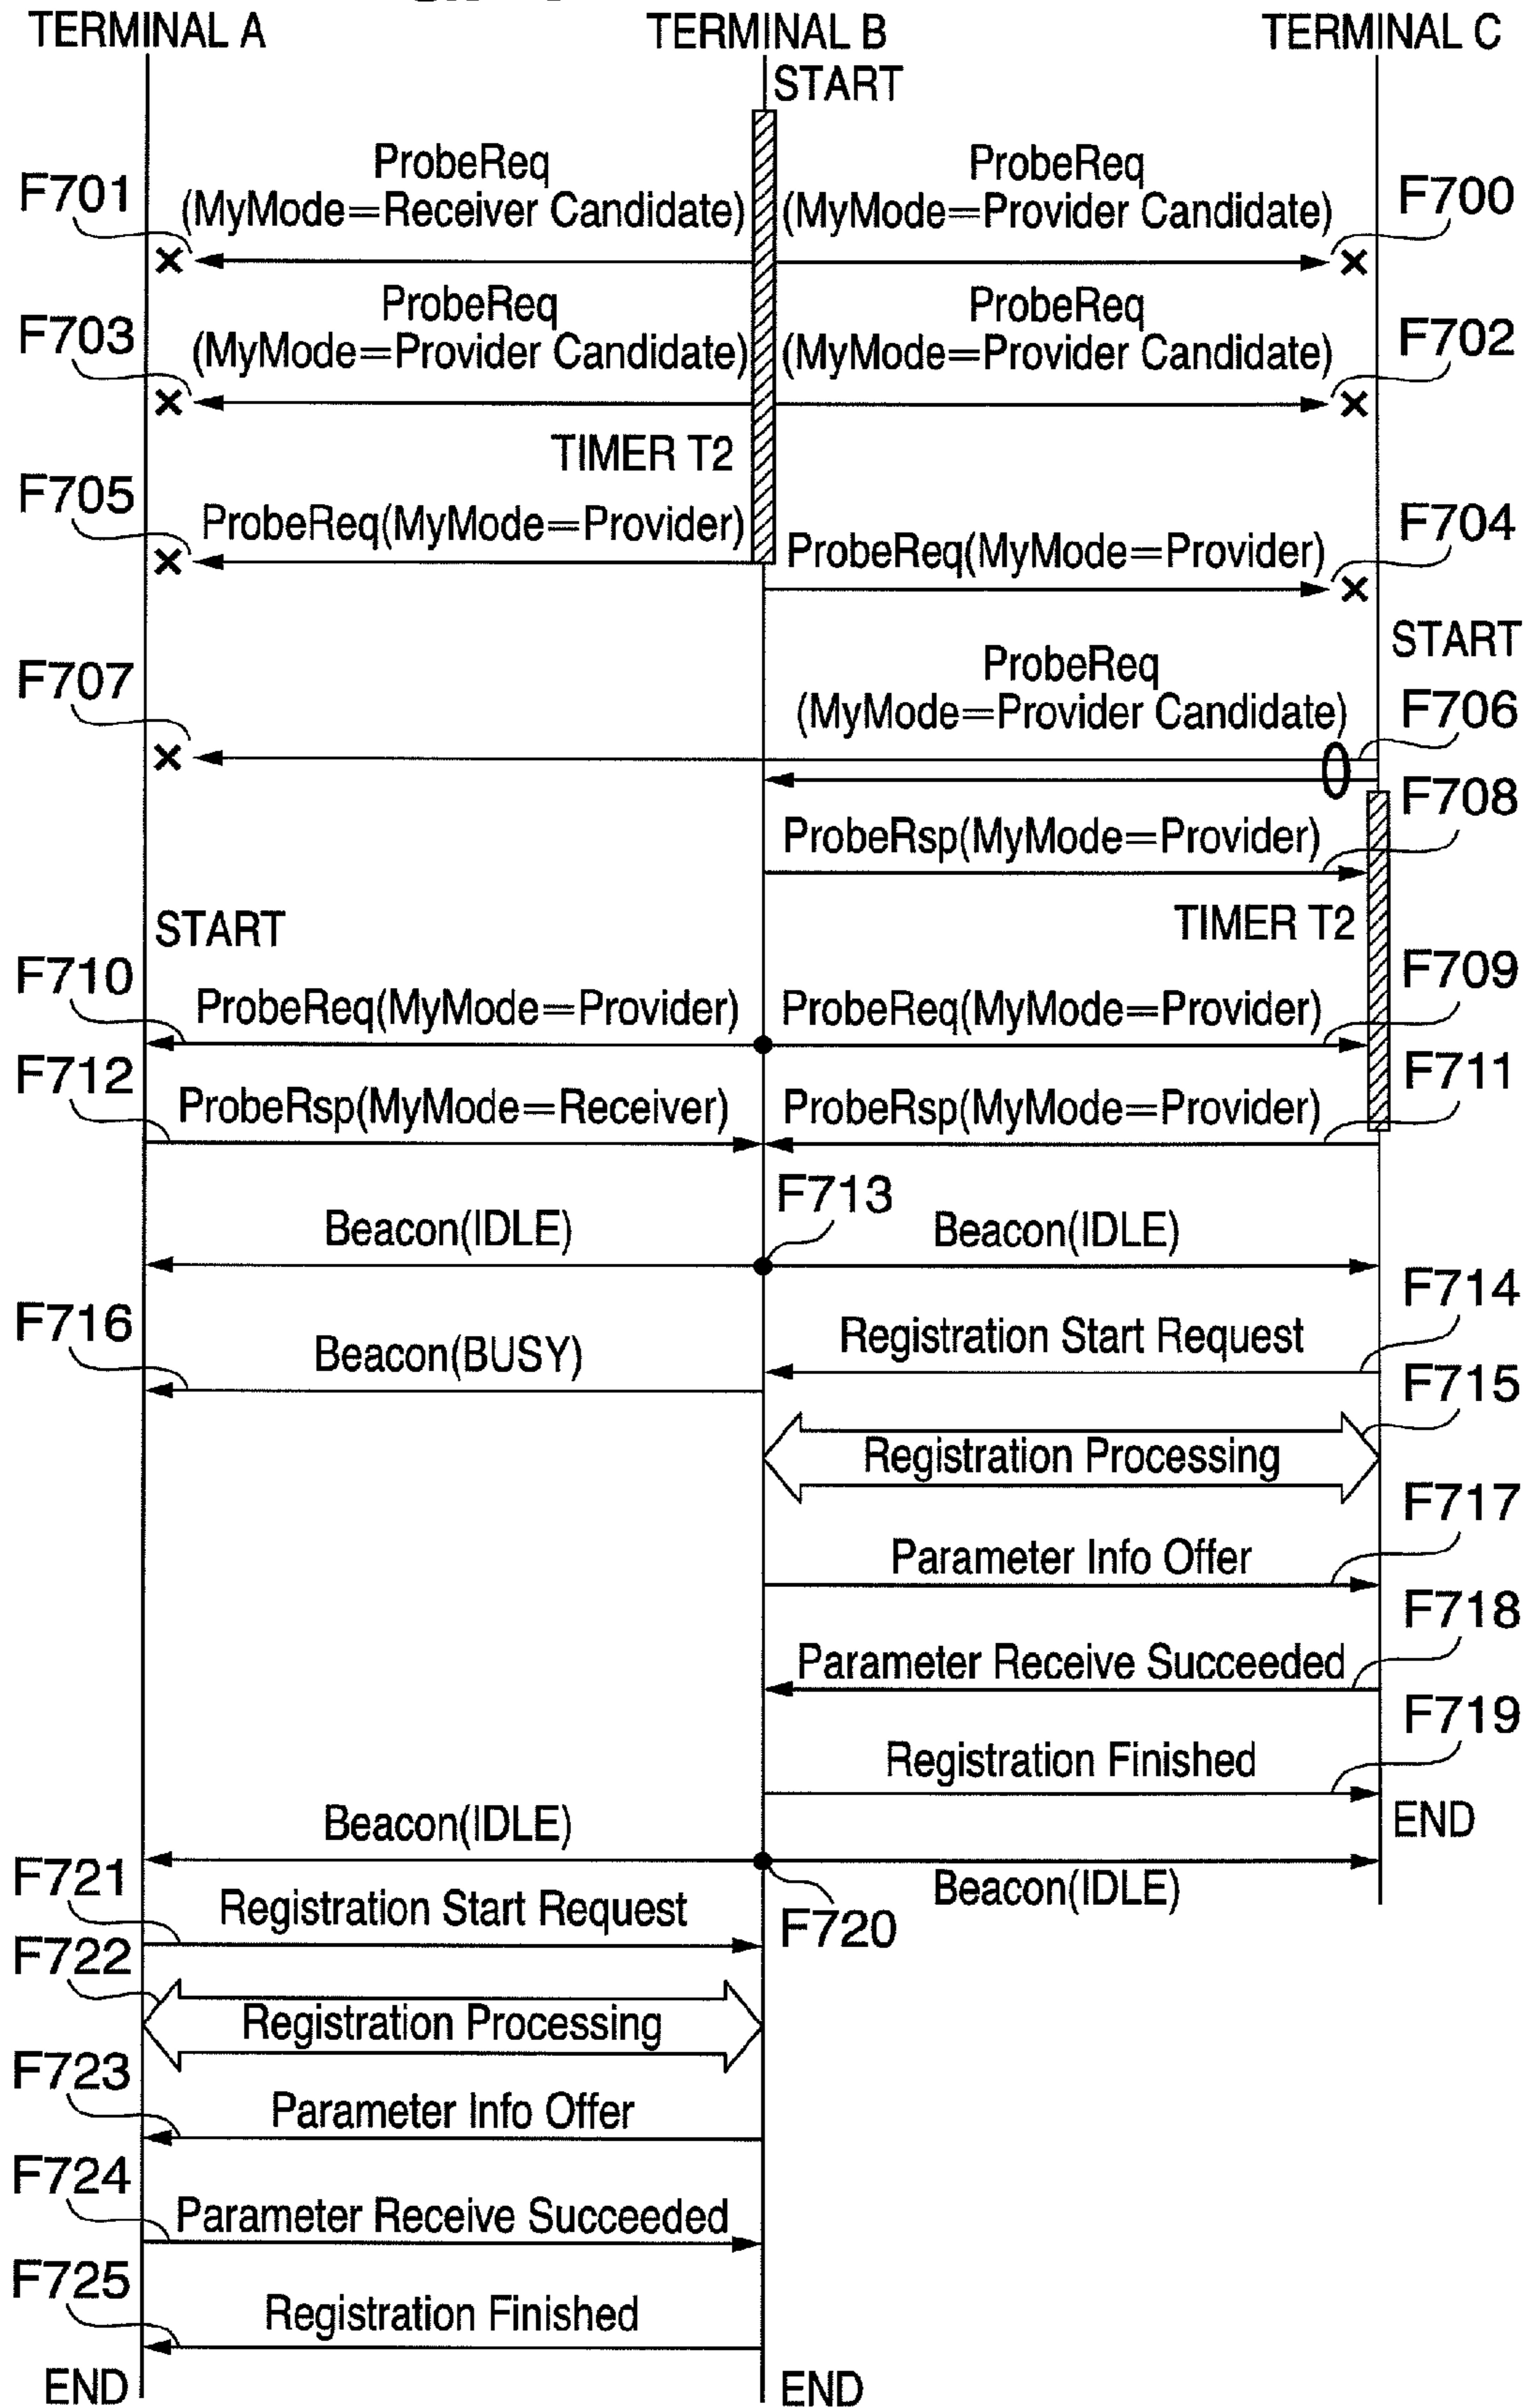 TERMINAL A
TERMINAL B
TERMINAL C
START
F701
ProbeReq
(MyMode=Receiver Candidate)
ProbeReq
(MyMode=Provider Candidate)
F700
F703
ProbeReq
(MyMode=Provider Candidate)
ProbeReq
(MyMode=Provider Candidate)
F702
TIMER T2
F705
ProbeReq(MyMode=Provider)
ProbeReq(MyMode=Provider)
F704
START
F707
ProbeReq
(MyMode=Provider Candidate)
F706
F708
ProbeRsp(MyMode=Provider)
START
TIMER T2
F710
ProbeReq(MyMode=Provider)
ProbeReq(MyMode=Provider)
F709
F712
ProbeRsp(MyMode=Receiver)
ProbeRsp(MyMode=Provider)
F711
F713
Beacon(IDLE)
Beacon(IDLE)
F714
F716
Beacon(BUSY)
Registration Start Request
F715
Registration Processing
F717
Parameter Info Offer
F718
Parameter Receive Succeeded
F719
Registration Finished
END
Beacon(IDLE)
Beacon(IDLE)
F721
Registration Start Request
F720
F722
Registration Processing
F723
Parameter Info Offer
F724
Parameter Receive Succeeded
F725
Registration Finished
END
END